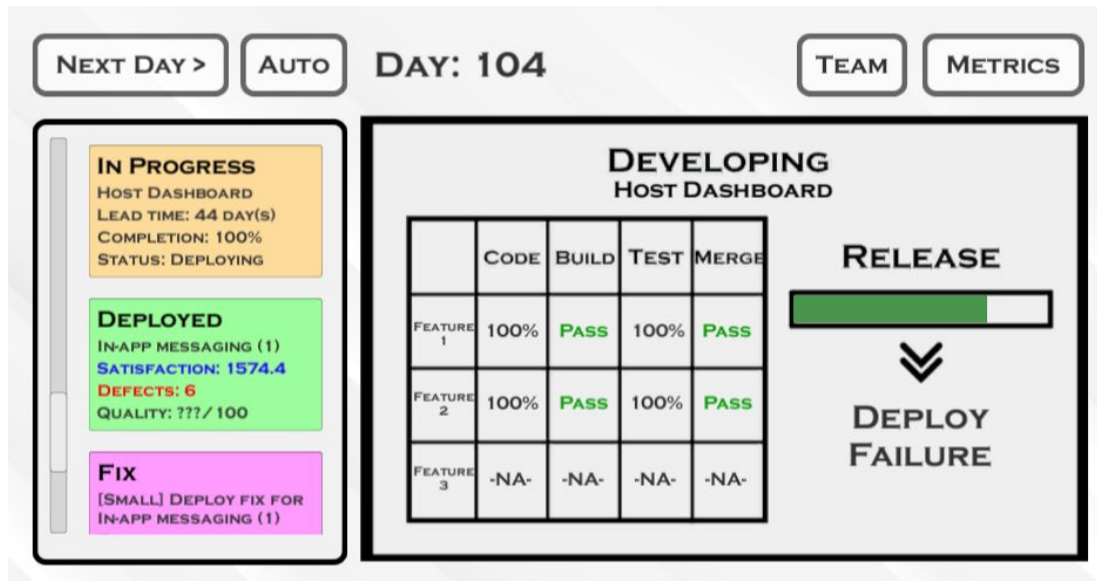 NEXT DAY >
AUTO
DAY: 104
TEAM
METRICS
IN PROGRESS
HOST DASHBOARD
LEAD TIME: 44 DAY(S)
COMPLETION: 100%
STATUS: DEPLOYING
DEPLOYED
IN-APP MESSAGING (1)
SATISFACTION: 1574.4
DEFECTS: 6
QUALITY: ???/100
FIX
[SMALL] DEPLOY FIX FOR
IN-APP MESSAGING (1)
DEVELOPING
HOST DASHBOARD
CODE BUILD TEST MERGE
FEATURE 1 100% PASS 100% PASS
FEATURE 2 100% PASS 100% PASS
FEATURE 3 -NA- -NA- -NA- -NA-
RELEASE
DEPLOY
FAILURE